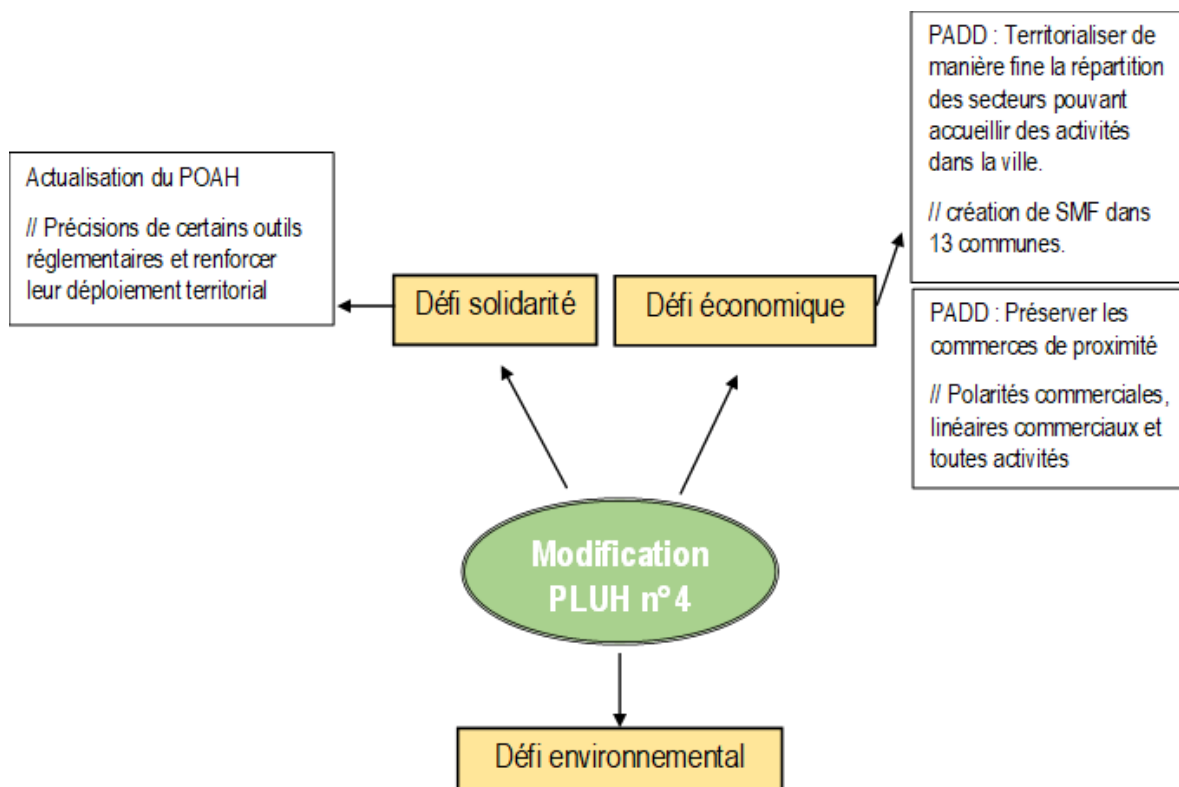 PADD : Territorialiser de
manière fine la répartition
des secteurs pouvant
accueillir des activités
dans la ville.
// création de SMF dans
13 communes.
Actualisation du POAH
// Précisions de certains outils
réglementaires et renforcer
leur déploiement territorial
Défi solidarité
Défi économique
PADD : Préserver les
commerces de proximité
// Polarités commerciales,
linéaires commerciaux et
toutes activités
Modification
PLUH n°4
Défi environnemental